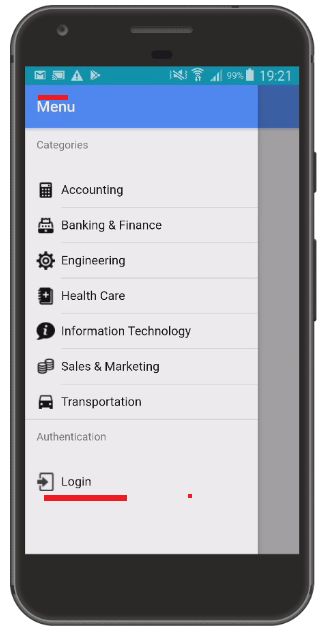 99% 19:21
Menu
Categories
Accounting
Banking & Finance
Engineering
Health Care
Information Technology
Sales & Marketing
Transportation
Authentication
Login